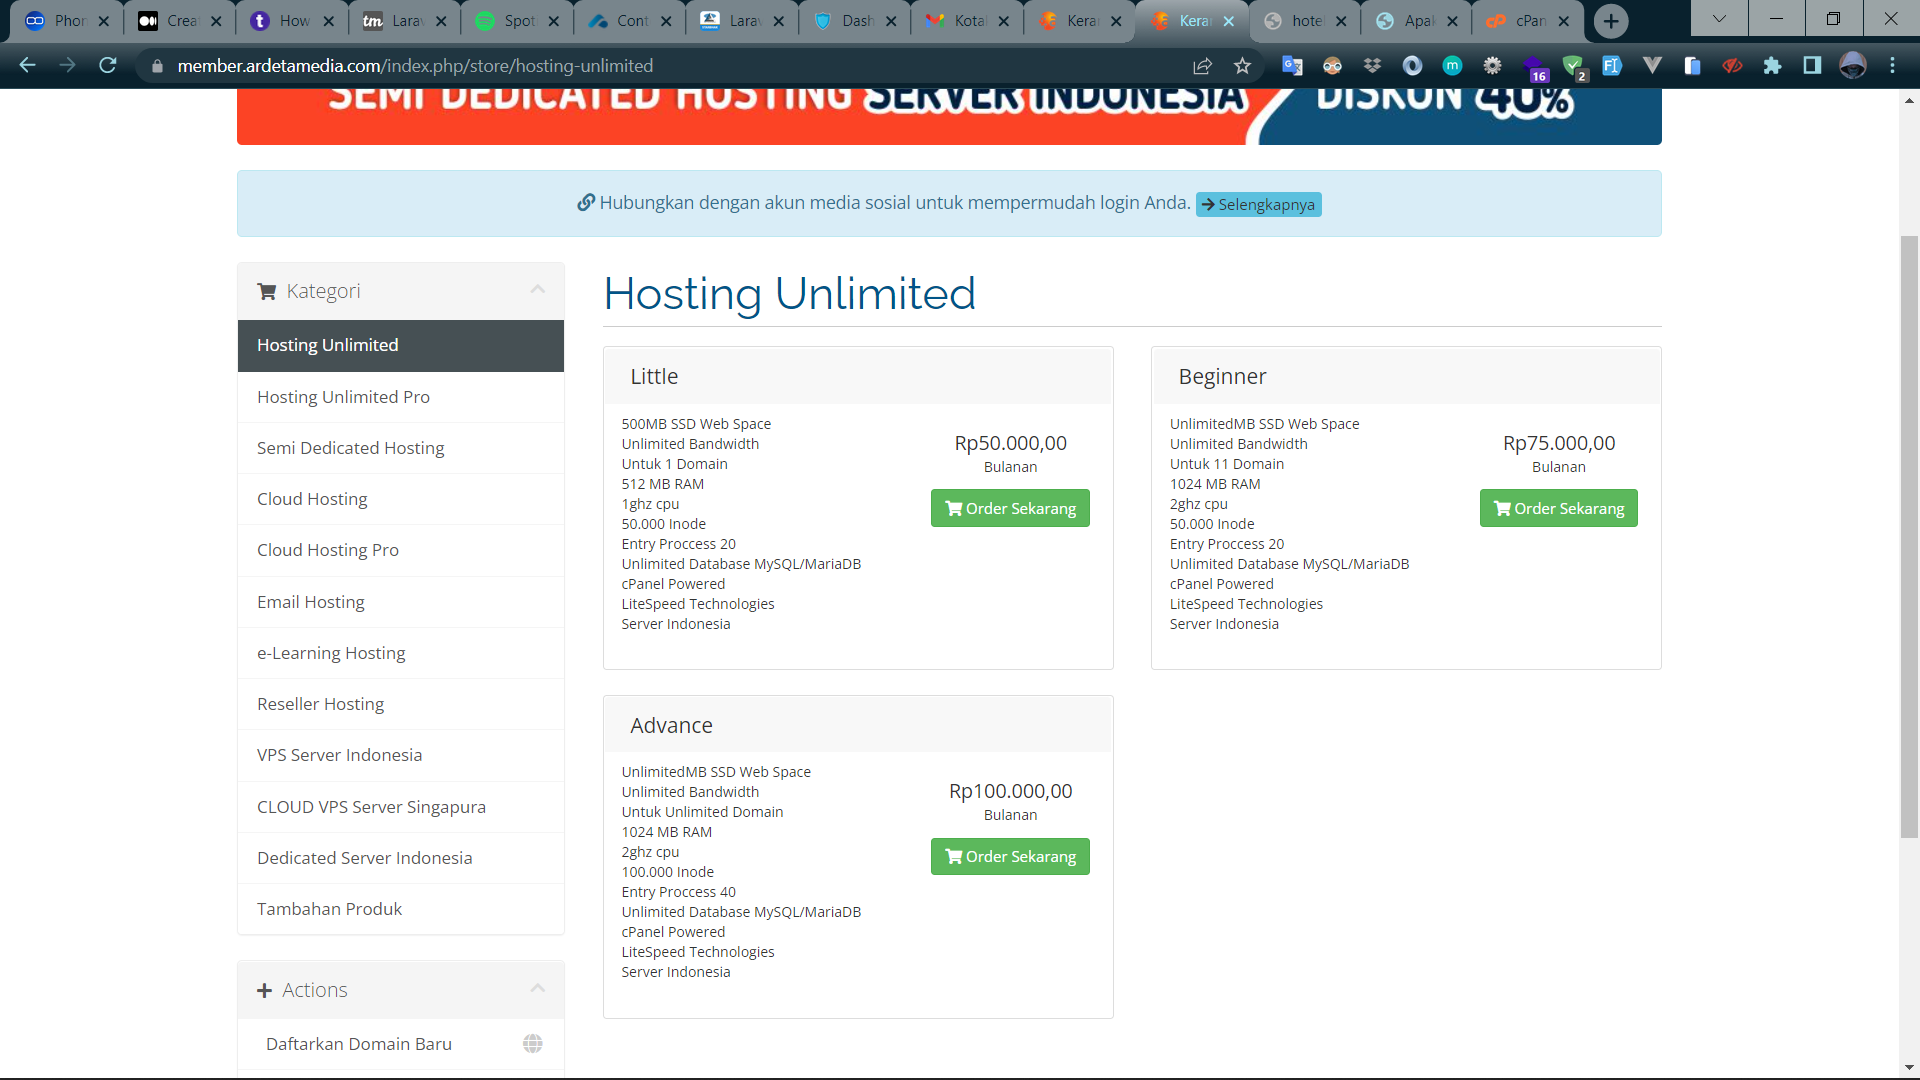 Phon
Crea
How
tm
Larav
Spot
Cont
Larav
Dash
Kotal
Kerar
Kerar
hote
Apak
cPan
member.ardetamedia.com/index.php/store/hosting-unlimited
16
2
SEMI DEDICATED HOSTING SERVER INDONESIA
DISKON 40%
Hubungkan dengan akun media sosial untuk mempermudah login Anda.
Selengkapnya
Kategori
Hosting Unlimited
Hosting Unlimited Pro
Semi Dedicated Hosting
Cloud Hosting
Cloud Hosting Pro
Email Hosting
e-Learning Hosting
Reseller Hosting
VPS Server Indonesia
CLOUD VPS Server Singapura
Dedicated Server Indonesia
Tambahan Produk
Actions
Daftarkan Domain Baru
Hosting Unlimited
Little
500MB SSD Web Space
Unlimited Bandwidth
Untuk 1 Domain
512 MB RAM
1ghz cpu
50.000 Inode
Entry Proccess 20
Unlimited Database MySQL/MariaDB
cPanel Powered
LiteSpeed Technologies
Server Indonesia
Rp50.000,00
Bulanan
Order Sekarang
Beginner
UnlimitedMB SSD Web Space
Unlimited Bandwidth
Untuk 11 Domain
1024 MB RAM
2ghz cpu
50.000 Inode
Entry Proccess 20
Unlimited Database MySQL/MariaDB
cPanel Powered
LiteSpeed Technologies
Server Indonesia
Rp75.000,00
Bulanan
Order Sekarang
Advance
UnlimitedMB SSD Web Space
Unlimited Bandwidth
Untuk Unlimited Domain
1024 MB RAM
2ghz cpu
100.000 Inode
Entry Proccess 40
Unlimited Database MySQL/MariaDB
cPanel Powered
LiteSpeed Technologies
Server Indonesia
Rp100.000,00
Bulanan
Order Sekarang